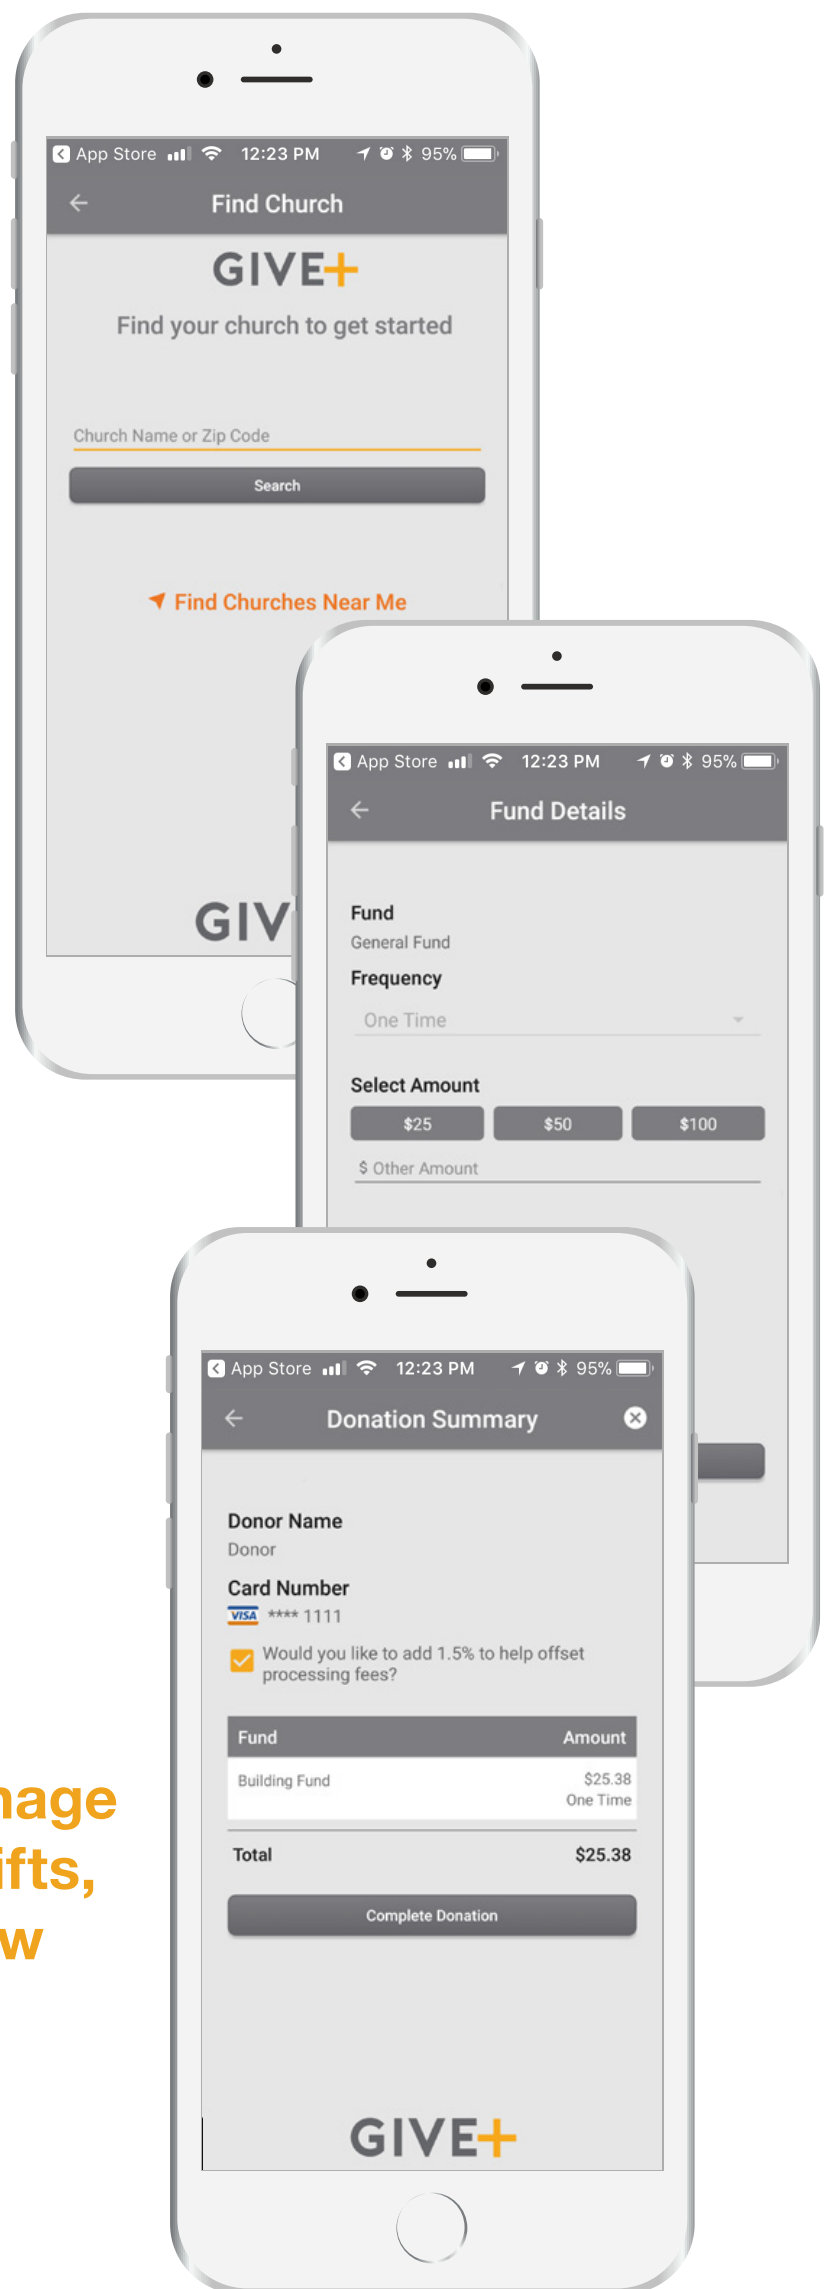 App Store 12:23 PM 95%
Find Church
GIVE+
Find your church to get started
Church Name or Zip Code
Search
Find Churches Near Me
GIV
App Store 12:23 PM 95%
Fund Details
Fund
General Fund
Frequency
One Time
Select Amount
$25 $50 $100
$ Other Amount
App Store 12:23 PM 95%
Donation Summary
Donor Name
Donor
Card Number
VISA **** 1111
Would you like to add 1.5% to help offset
processing fees?
Fund Amount
Building Fund $25.38
One Time
Total $25.38
Complete Donation
GIVE+
nage
ifts,
w